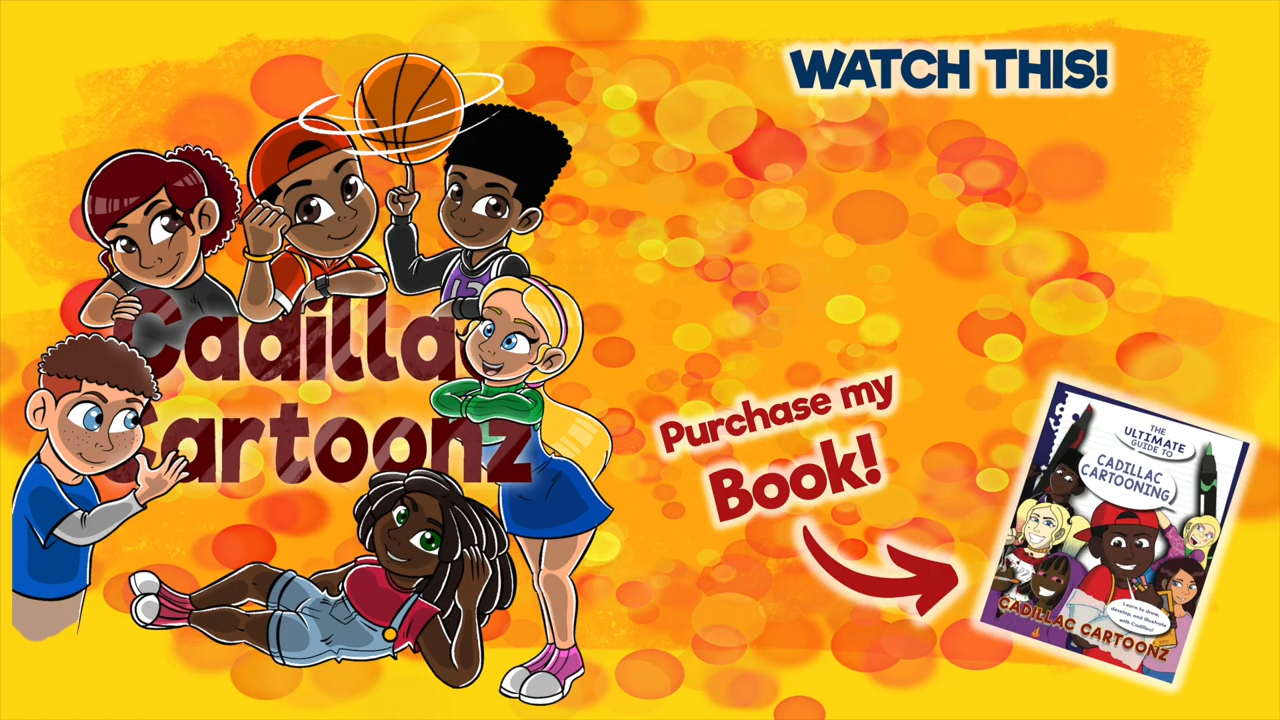 WATCH THIS!
Cadillac
Cartoonz
Purchase my
Book!
THE
ULTIMATE
GUIDE TO
CADILLAC
CARTOONING
Learn to draw,
develop, and illustrate
with Cadillac!
CADILLAC CARTOONZ